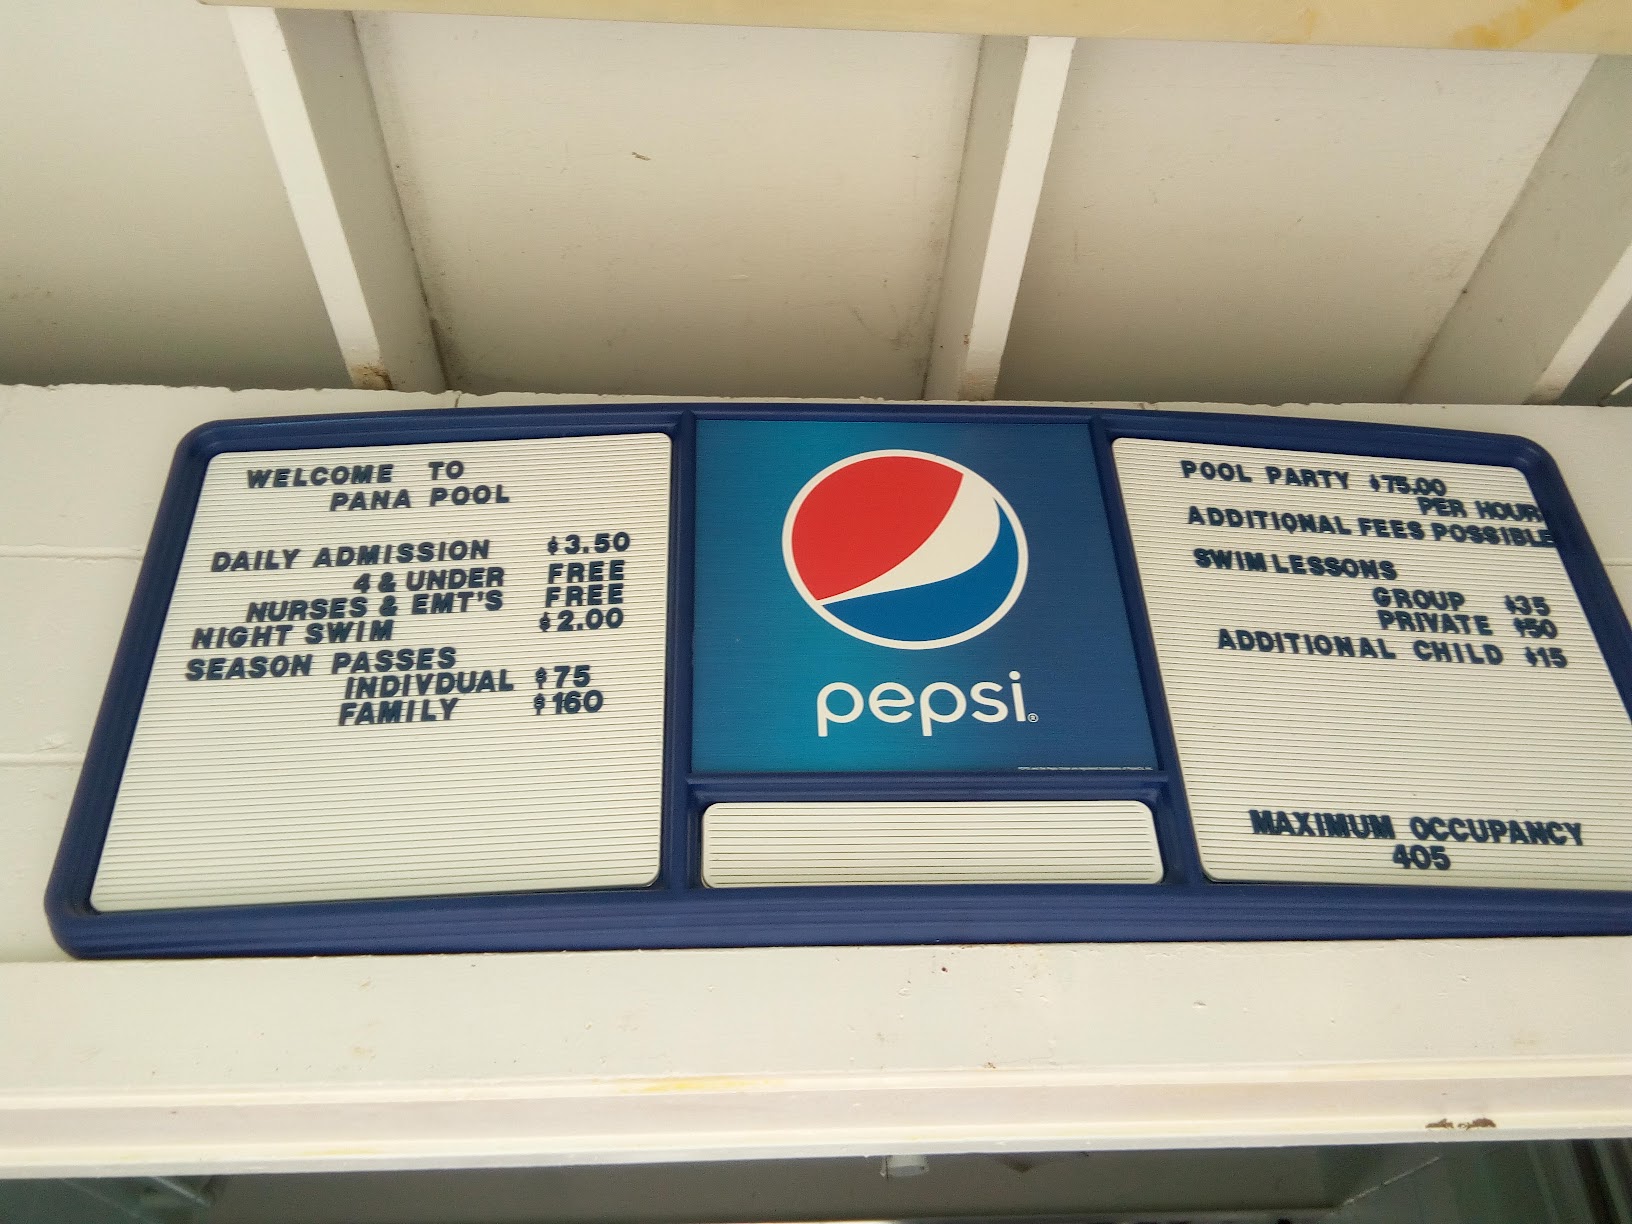 WELCOME TO
PANA POOL
DAILY ADMISSION $3.50
4 & UNDER FREE
NURSES & EMT'S FREE
NIGHT SWIM $2.00
SEASON PASSES
INDIVDUAL $75
FAMILY $160
pepsi®
POOL PARTY $75.00
PER HOUR
ADDITIONAL FEES POSSIBLE
SWIM LESSONS
GROUP $35
PRIVATE $50
ADDITIONAL CHILD $15
MAXIMUM OCCUPANCY
405